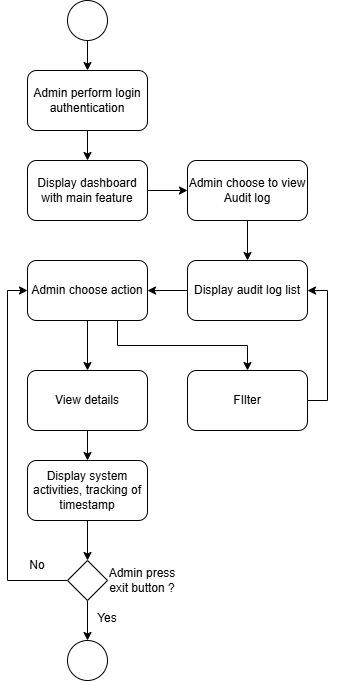 Admin perform login
authentication
Display dashboard
with main feature
Admin choose to view
Audit log
Admin choose action
Display audit log list
View details
FIlter
Display system
activities, tracking of
timestamp
No
Admin press
exit button ?
Yes